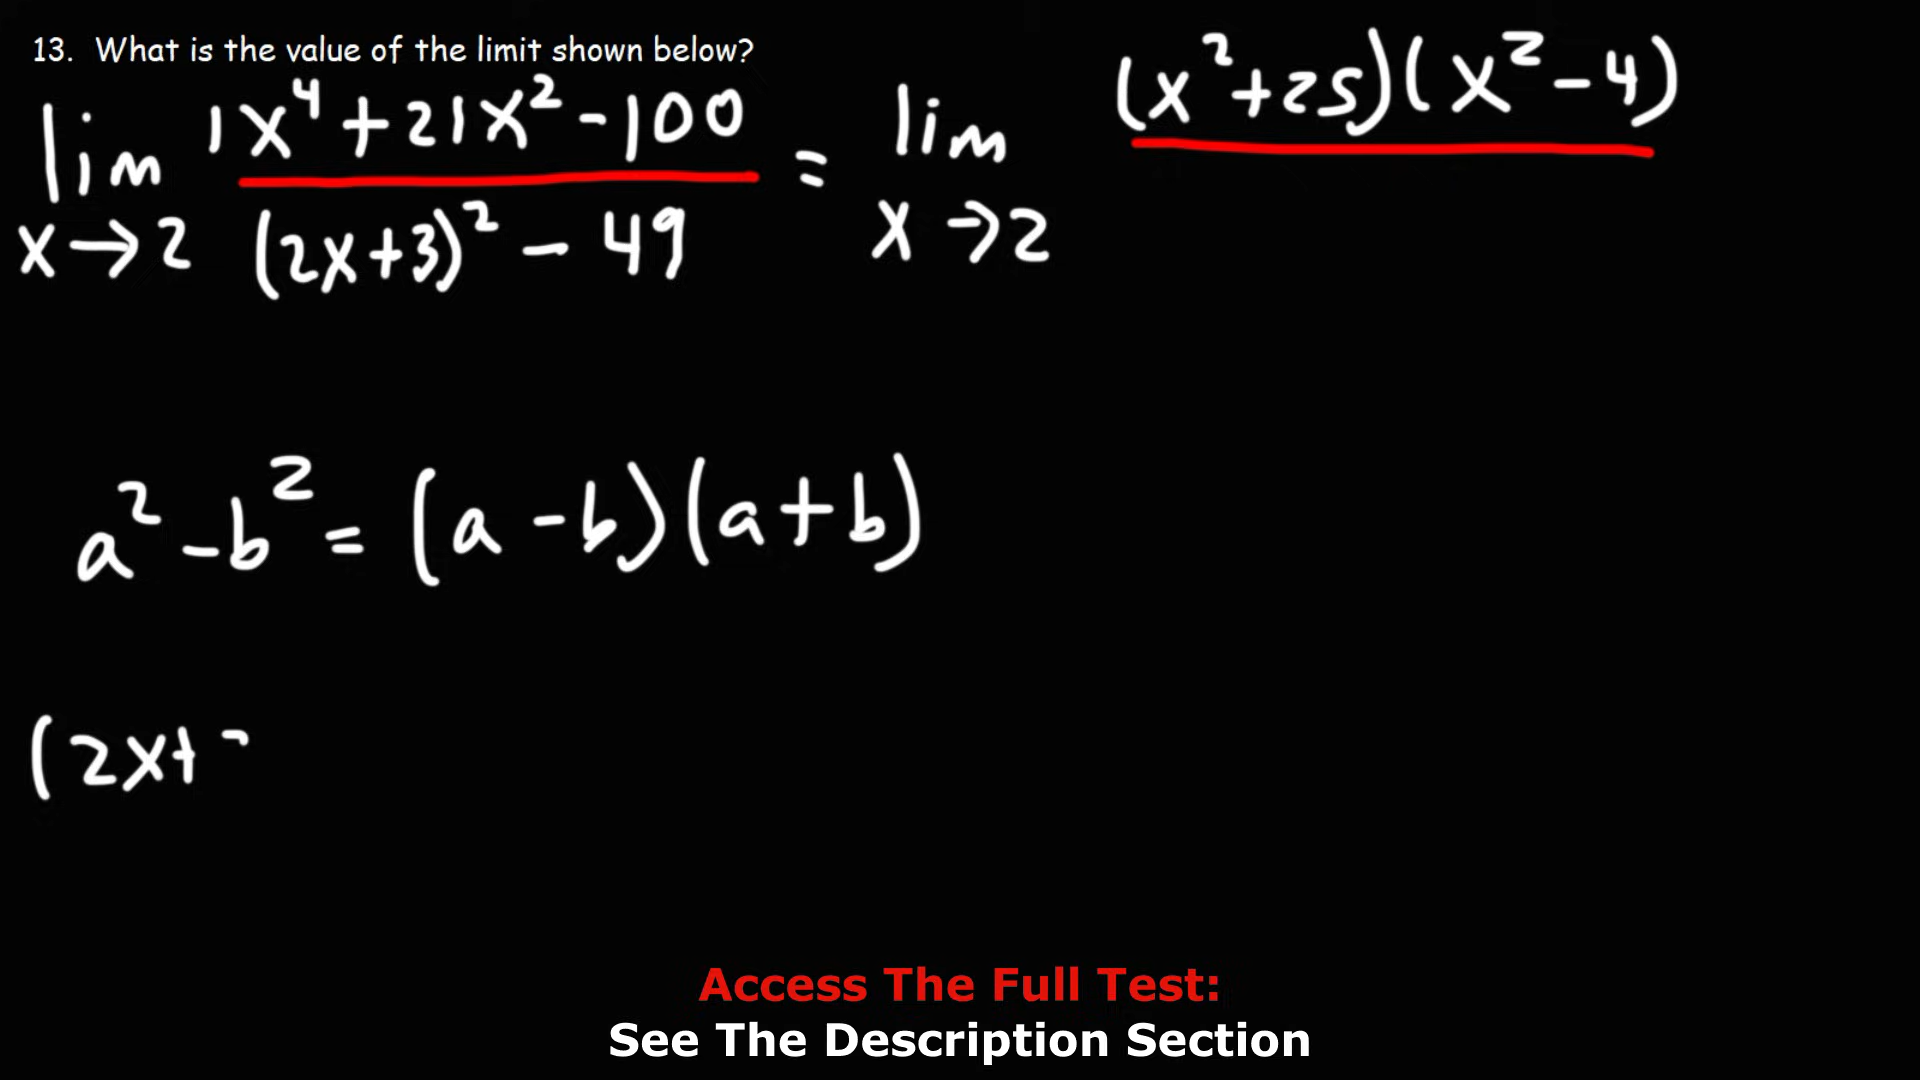 13. What is the value of the limit shown below?
lim x→2 (1x⁴+21x²-100)/((2x+3)²-49) = lim x→2 (x²+25)(x²-4)
a²-b² = (a-b)(a+b)
(2x+
Access The Full Test:
See The Description Section